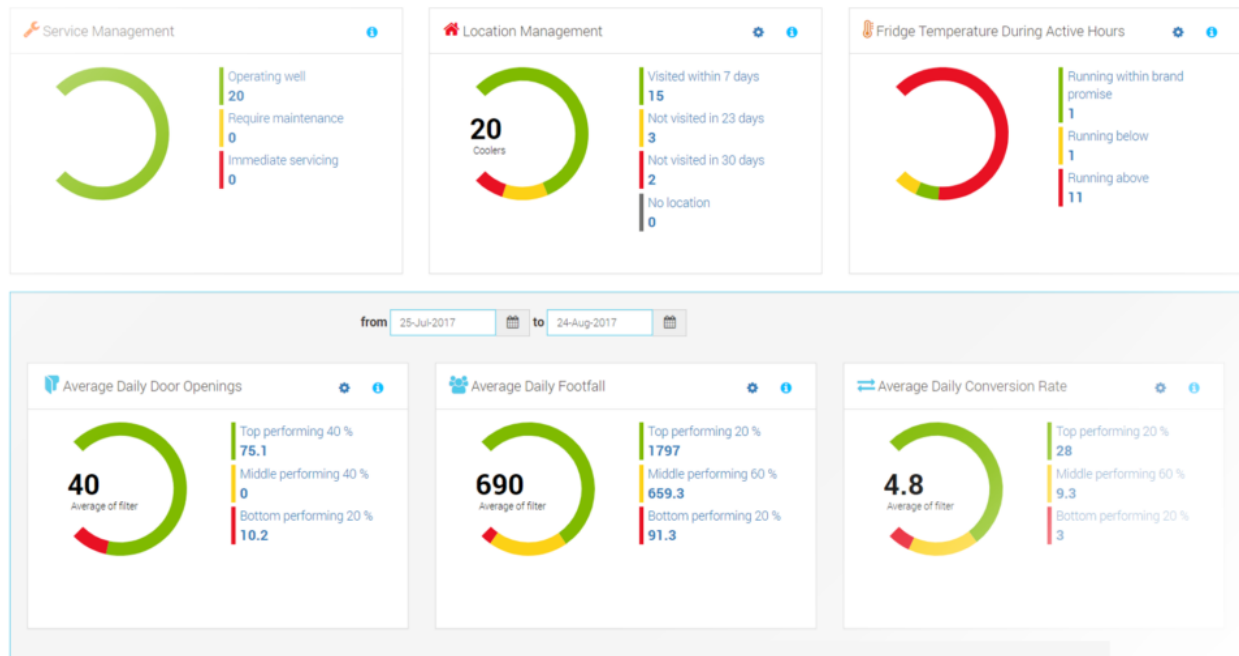 Service Management
Operating well
20
Require maintenance
0
Immediate servicing
0
Location Management
20
Coolers
Visited within 7 days
15
Not visited in 23 days
3
Not visited in 30 days
2
No location
0
Fridge Temperature During Active Hours
Running within brand
promise
1
Running below
1
Running above
11
from 25-Jul-2017 to 24-Aug-2017
Average Daily Door Openings
40
Average of filter
Top performing 40 %
75.1
Middle performing 40 %
0
Bottom performing 20 %
10.2
Average Daily Footfall
690
Average of filter
Top performing 20 %
1797
Middle performing 60 %
659.3
Bottom performing 20 %
91.3
Average Daily Conversion Rate
4.8
Average of filter
Top performing 20 %
28
Middle performing 60 %
9.3
Bottom performing 20 %
3